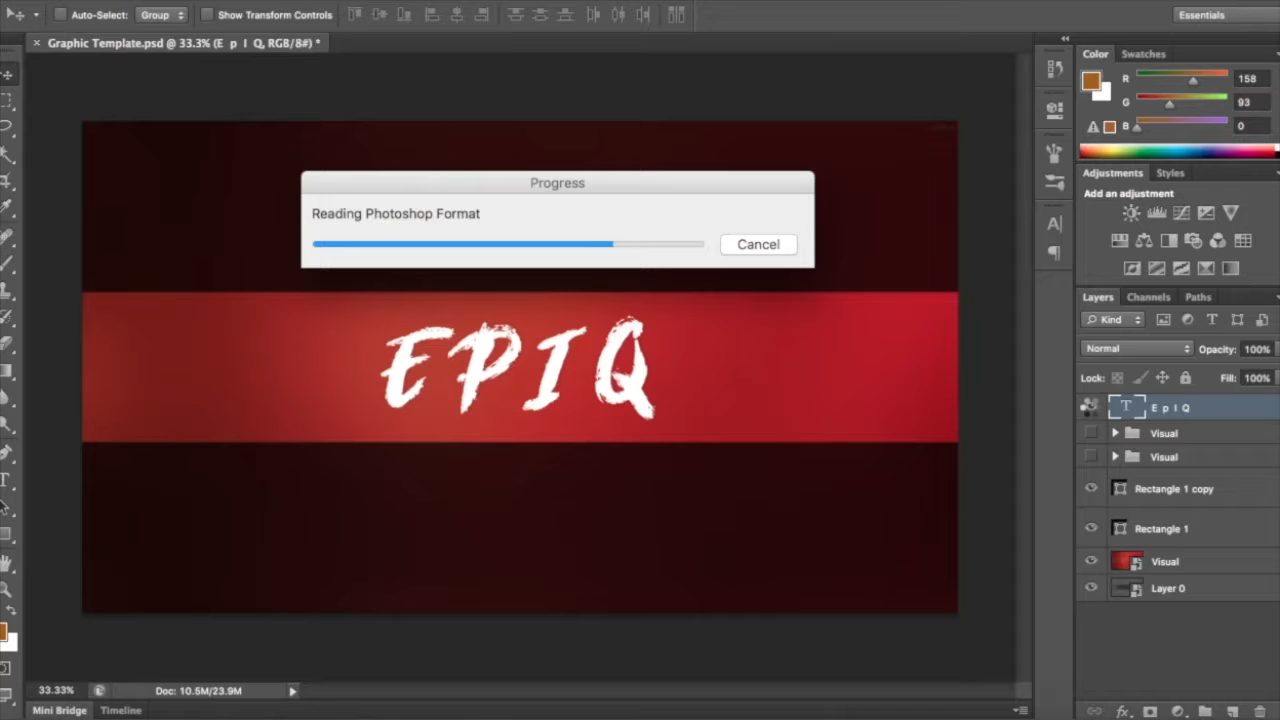 Auto-Select: Group Show Transform Controls Essentials
× Graphic Template.psd @ 33.3% (E p I Q, RGB/8#) *
Color Swatches
R 158
G 93
B 0
Adjustments Styles
Add an adjustment
Progress
Reading Photoshop Format
Cancel
EPIQ
Layers Channels Paths
Kind
Normal Opacity: 100%
Lock: Fill: 100%
E p I Q
Visual
Visual
Rectangle 1 copy
Rectangle 1
Visual
Layer 0
33.33% Doc: 10.5M/23.9M
Mini Bridge Timeline